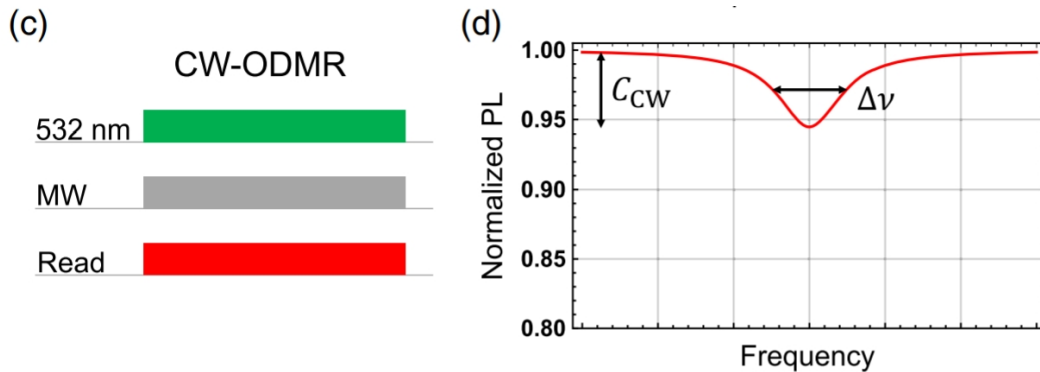 (c)
CW-ODMR
532 nm
MW
Read
(d)
1.00
0.95
0.90
0.85
0.80
Normalized PL
C_CW
Δν
Frequency